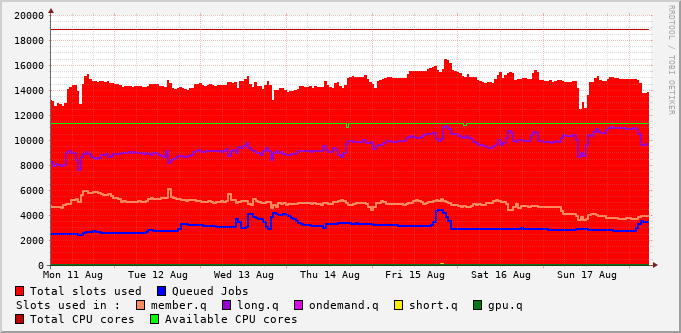 RRDTOOL / TOBI OETIKER
20000
18000
16000
14000
12000
10000
8000
6000
4000
2000
0
Mon 11 Aug Tue 12 Aug Wed 13 Aug Thu 14 Aug Fri 15 Aug Sat 16 Aug Sun 17 Aug
Total slots used Queued Jobs
Slots used in : member.q long.q ondemand.q short.q gpu.q
Total CPU cores Available CPU cores